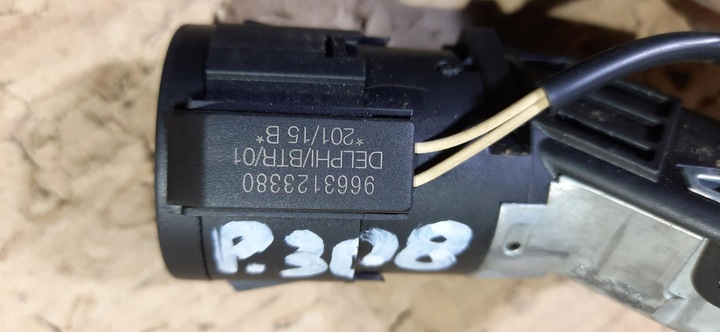 9663123380
DELPHI/BTR/01
*201/15 B*
P.308